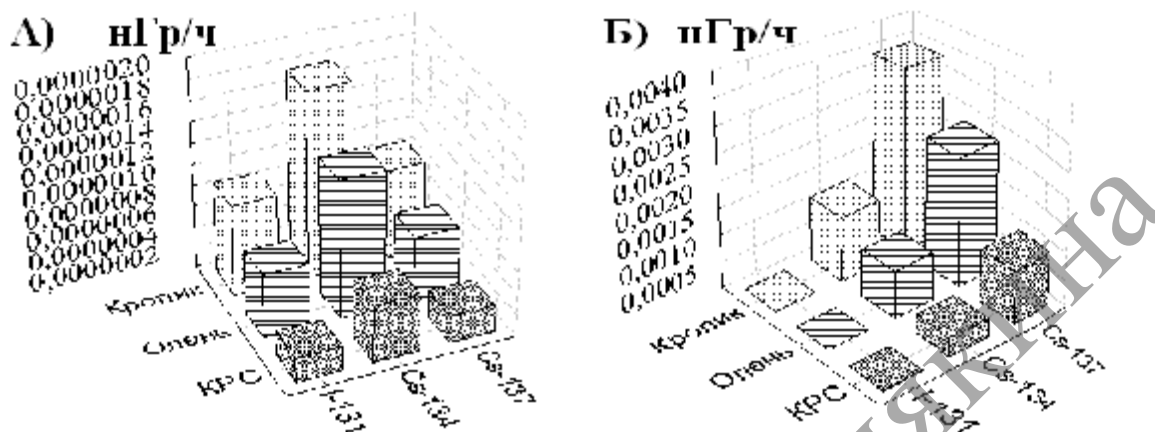 А) нГр/ч
0,0000020
0,0000018
0,0000016
0,0000014
0,0000012
0,0000010
0,0000008
0,0000006
0,0000004
0,0000002
Кролик
Олень
КРС
I-131
Cs-134
Cs-137
Б) нГр/ч
0,0040
0,0035
0,0030
0,0025
0,0020
0,0015
0,0010
0,0005
Кролик
Олень
КРС
I-131
Cs-134
Cs-137